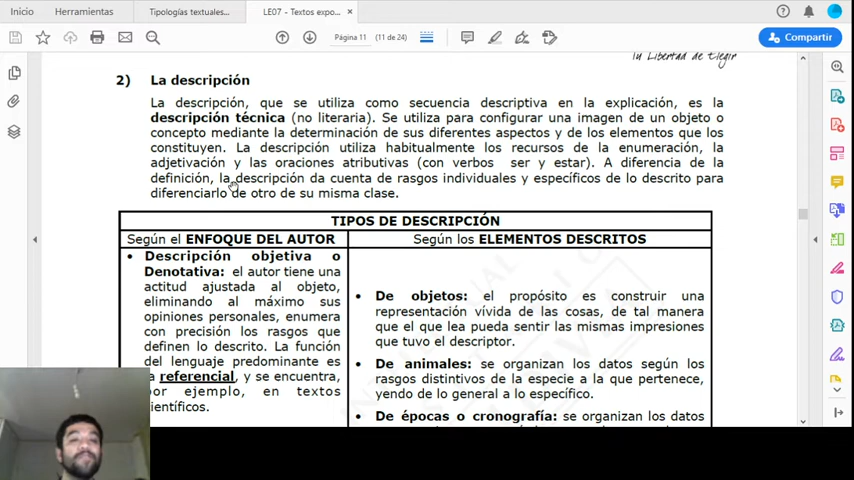 Inicio
Herramientas
Tipologías textuales...
LE07 - Textos expo...
×
Página 11
(11 de 24)
Compartir
Tu Libertad de Elegir
2) La descripción
La descripción, que se utiliza como secuencia descriptiva en la explicación, es la
descripción técnica (no literaria). Se utiliza para configurar una imagen de un objeto o
concepto mediante la determinación de sus diferentes aspectos y de los elementos que los
constituyen. La descripción utiliza habitualmente los recursos de la enumeración, la
adjetivación y las oraciones atributivas (con verbos ser y estar). A diferencia de la
definición, la descripción da cuenta de rasgos individuales y específicos de lo descrito para
diferenciarlo de otro de su misma clase.
TIPOS DE DESCRIPCIÓN
Según el ENFOQUE DEL AUTOR
Según los ELEMENTOS DESCRITOS
• Descripción objetiva o
Denotativa: el autor tiene una
actitud ajustada al objeto,
eliminando al máximo sus
opiniones personales, enumera
con precisión los rasgos que
definen lo descrito. La función
del lenguaje predominante es
a referencial, y se encuentra,
or ejemplo, en textos
ientíficos.
• De objetos: el propósito es construir una
representación vívida de las cosas, de tal manera
que el que lea pueda sentir las mismas impresiones
que tuvo el descriptor.
• De animales: se organizan los datos según los
rasgos distintivos de la especie a la que pertenece,
yendo de lo general a lo específico.
• De épocas o cronografía: se organizan los datos